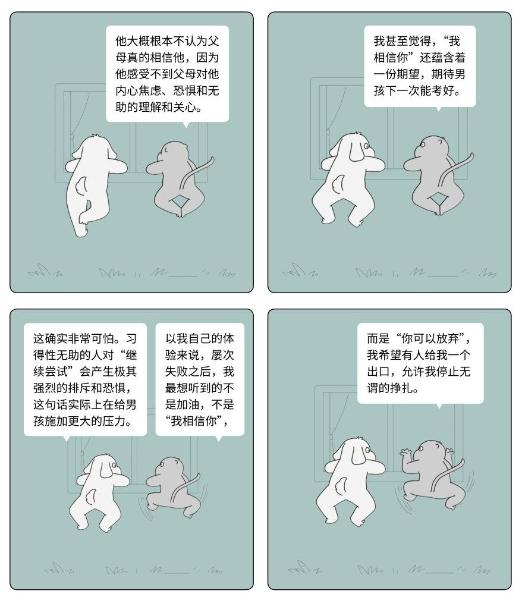 他大概根本不认为父
母真的相信他，因为
他感受不到父母对他
内心焦虑、恐惧和无
助的理解和关心。
我甚至觉得，“我
相信你”还蕴含着
一份期望，期待男
孩下一次能考好。
这确实非常可怕。习
得性无助的人对“继
续尝试”会产生极其
强烈的排斥和恐惧，
这句话实际上在给男
孩施加更大的压力。
以我自己的体
验来说，屡次
失败之后，我
最想听到的不
是加油，不是
“我相信你”，
而是“你可以放弃”，
我希望有人给我一个
出口，允许我停止无
谓的挣扎。